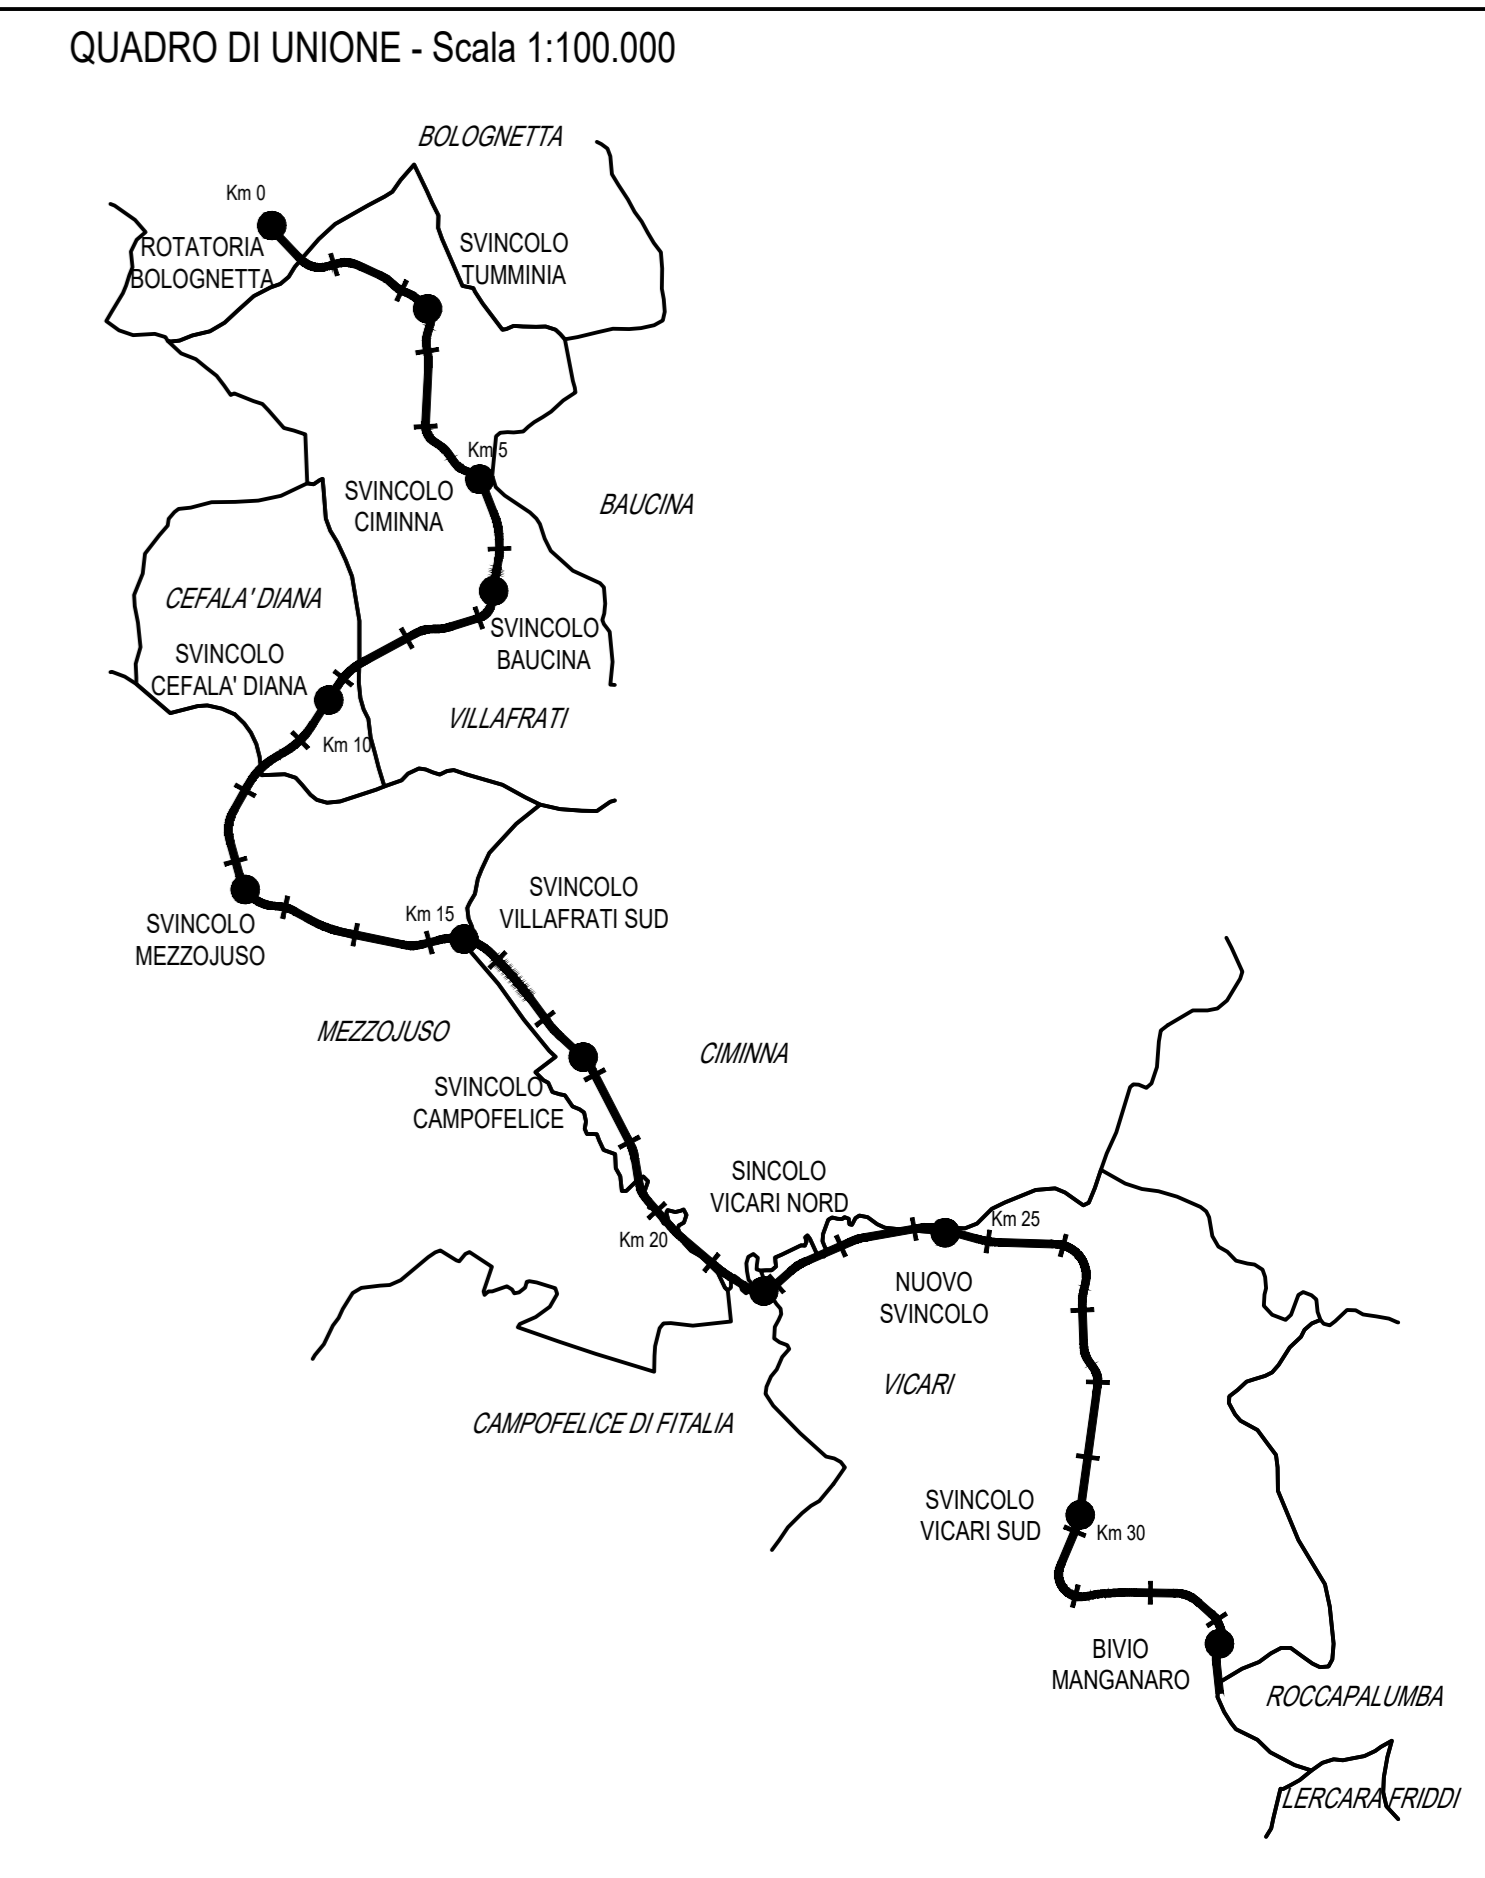 QUADRO DI UNIONE - Scala 1:100.000
BOLOGNETTA
Km 0
ROTATORIA
BOLOGNETTA
SVINCOLO
TUMMINIA
Km 5
SVINCOLO
CIMINNA
BAUCINA
CEFALA' DIANA
SVINCOLO
BAUCINA
SVINCOLO
CEFALA' DIANA
VILLAFRATI
Km 10
SVINCOLO
VILLAFRATI SUD
Km 15
SVINCOLO
MEZZOJUSO
MEZZOJUSO
CIMINNA
SVINCOLO
CAMPOFELICE
SINCOLO
VICARI NORD
Km 20
Km 25
NUOVO
SVINCOLO
VICARI
CAMPOFELICE DI FITALIA
SVINCOLO
VICARI SUD
Km 30
BIVIO
MANGANARO
ROCCAPALUMBA
LERCARA FRIDDI